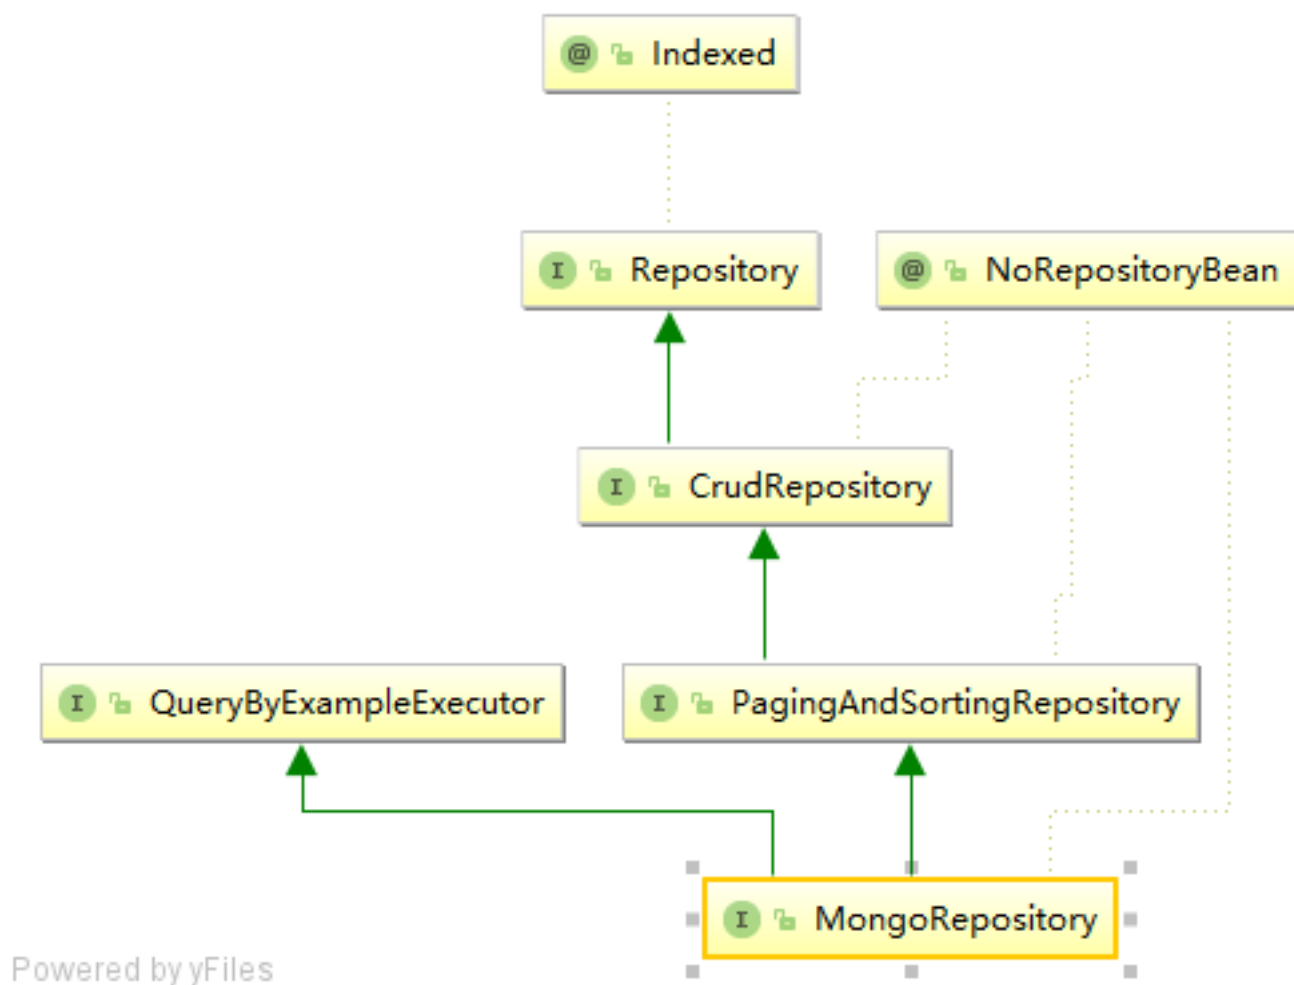 @ Indexed
I Repository
@ NoRepositoryBean
I CrudRepository
I QueryByExampleExecutor
I PagingAndSortingRepository
I MongoRepository
Powered by yFiles